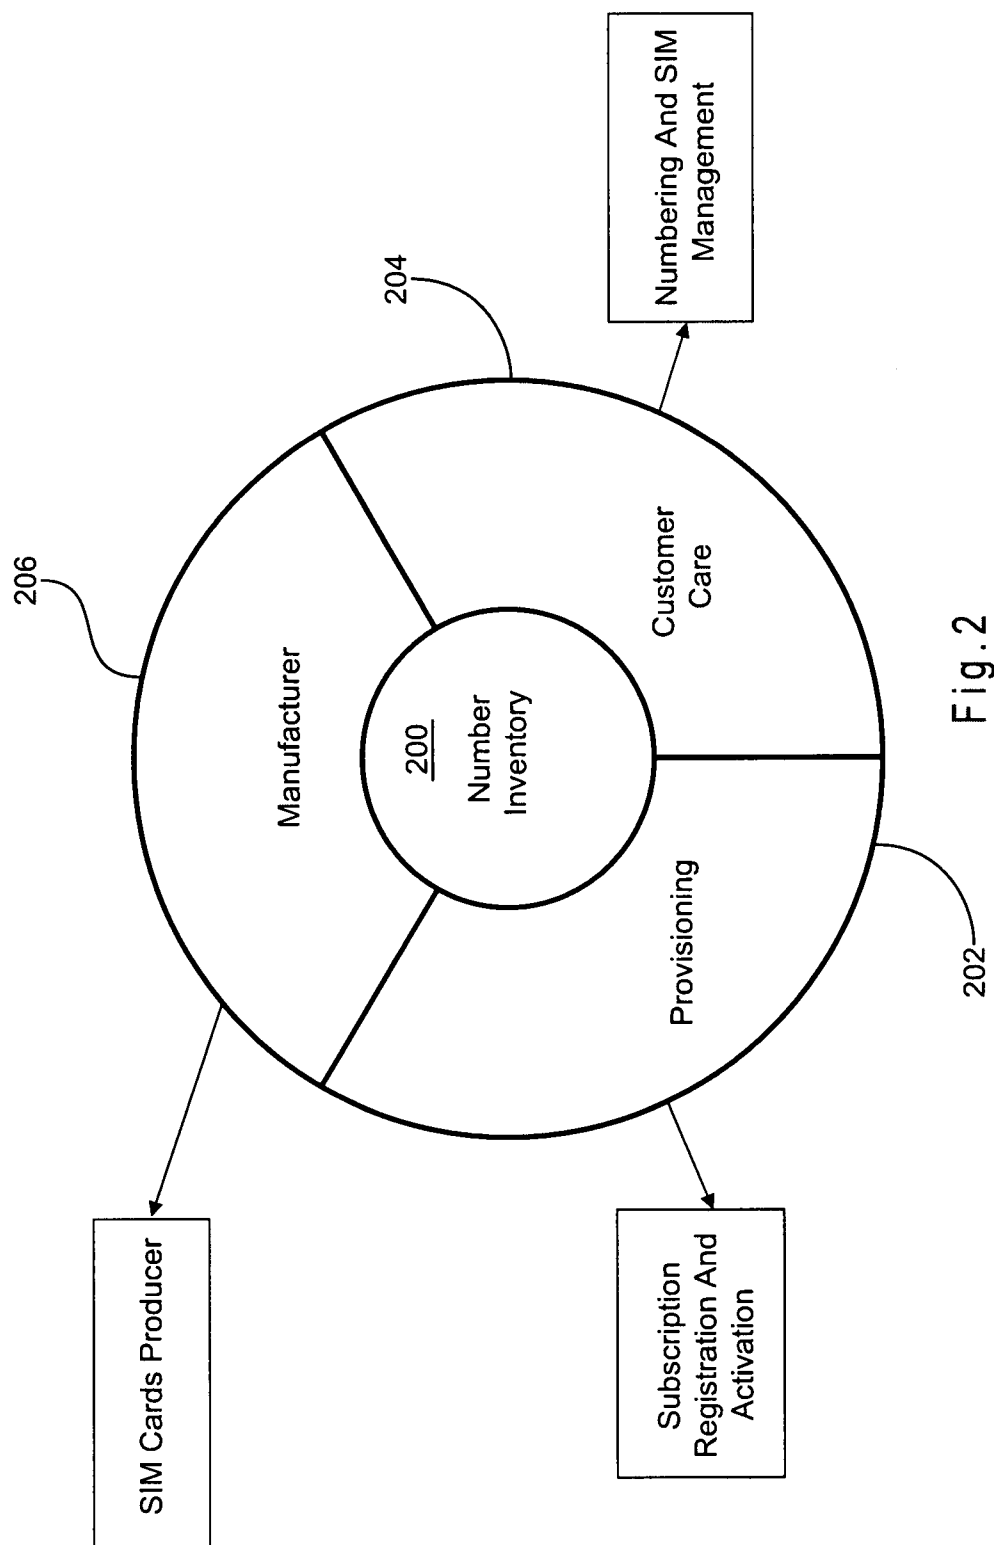 SIM Cards Producer
206
Manufacturer
204
Numbering And SIM
Management
200
Number
Inventory
Customer
Care
Provisioning
Subscription
Registration And
Activation
202
Fig.2